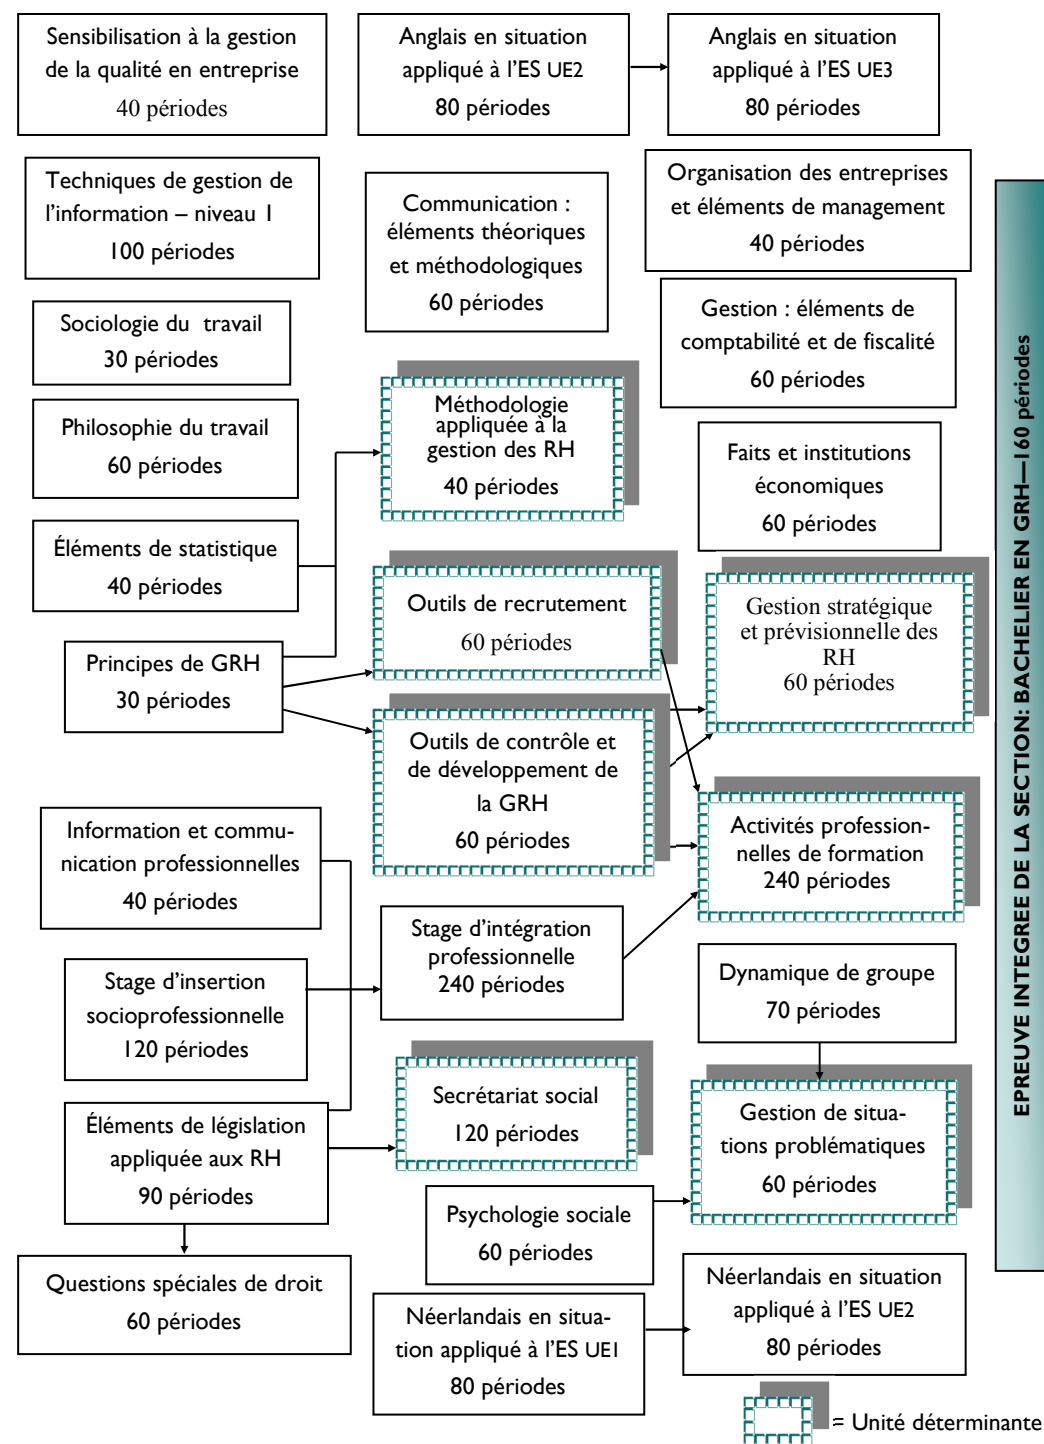 Sensibilisation à la gestion
de la qualité en entreprise
40 périodes
Anglais en situation
appliqué à l’ES UE2
80 périodes
Anglais en situation
appliqué à l’ES UE3
80 périodes
Techniques de gestion de
l’information – niveau 1
100 périodes
Communication :
éléments théoriques
et méthodologiques
60 périodes
Organisation des entreprises
et éléments de management
40 périodes
Sociologie du travail
30 périodes
Gestion : éléments de
comptabilité et de fiscalité
60 périodes
Philosophie du travail
60 périodes
Méthodologie
appliquée à la
gestion des RH
40 périodes
Faits et institutions
économiques
60 périodes
Éléments de statistique
40 périodes
Outils de recrutement
60 périodes
Gestion stratégique
et prévisionnelle des
RH
60 périodes
Principes de GRH
30 périodes
Outils de contrôle et
de développement de
la GRH
60 périodes
Information et commu-
nication professionnelles
40 périodes
Activités profession-
nelles de formation
240 périodes
Stage d’intégration
professionnelle
240 périodes
Stage d’insertion
socioprofessionnelle
120 périodes
Dynamique de groupe
70 périodes
Secrétariat social
120 périodes
Éléments de législation
appliquée aux RH
90 périodes
Gestion de situa-
tions problématiques
60 périodes
Psychologie sociale
60 périodes
Questions spéciales de droit
60 périodes
Néerlandais en situa-
tion appliqué à l’ES UE1
80 périodes
Néerlandais en situation
appliqué à l’ES UE2
80 périodes
= Unité déterminante
EPREUVE INTEGREE DE LA SECTION: BACHELIER EN GRH—160 périodes